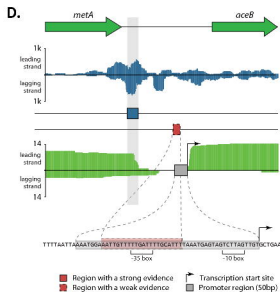 D.
metA aceB
1k
leading
strand
lagging
strand
1k
14
leading
strand
lagging
strand
14
TTTTAATTAAAATGGAAATTGTTTTTGATTTTGCATTTTAAATGAGTAGTCTTAGTTGTGCTGAA
-35 box -10 box
Region with a strong evidence
Transcription start site
Region with a weak evidence
Promoter region (50bp)